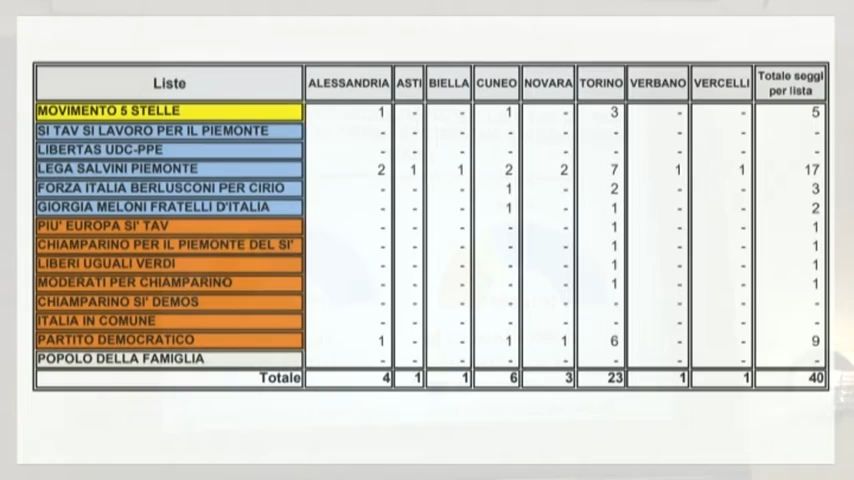 Liste ALESSANDRIA ASTI BIELLA CUNEO NOVARA TORINO VERBANO VERCELLI Totale seggi per lista
MOVIMENTO 5 STELLE 1 - - 1 - 3 - - 5
SI TAV SI LAVORO PER IL PIEMONTE - - - - - - - - -
LIBERTAS UDC-PPE - - - - - - - - -
LEGA SALVINI PIEMONTE 2 1 1 2 2 7 1 1 17
FORZA ITALIA BERLUSCONI PER CIRIO - - - 1 - 2 - - 3
GIORGIA MELONI FRATELLI D'ITALIA - - - 1 - 1 - - 2
PIU' EUROPA SI' TAV - - - - - 1 - - 1
CHIAMPARINO PER IL PIEMONTE DEL SI' - - - - - 1 - - 1
LIBERI UGUALI VERDI - - - - - 1 - - 1
MODERATI PER CHIAMPARINO - - - - - 1 - - 1
CHIAMPARINO SI' DEMOS - - - - - - - - -
ITALIA IN COMUNE - - - - - - - - -
PARTITO DEMOCRATICO 1 - - 1 1 6 - - 9
POPOLO DELLA FAMIGLIA - - - - - - - - -
Totale 4 1 1 6 3 23 1 1 40